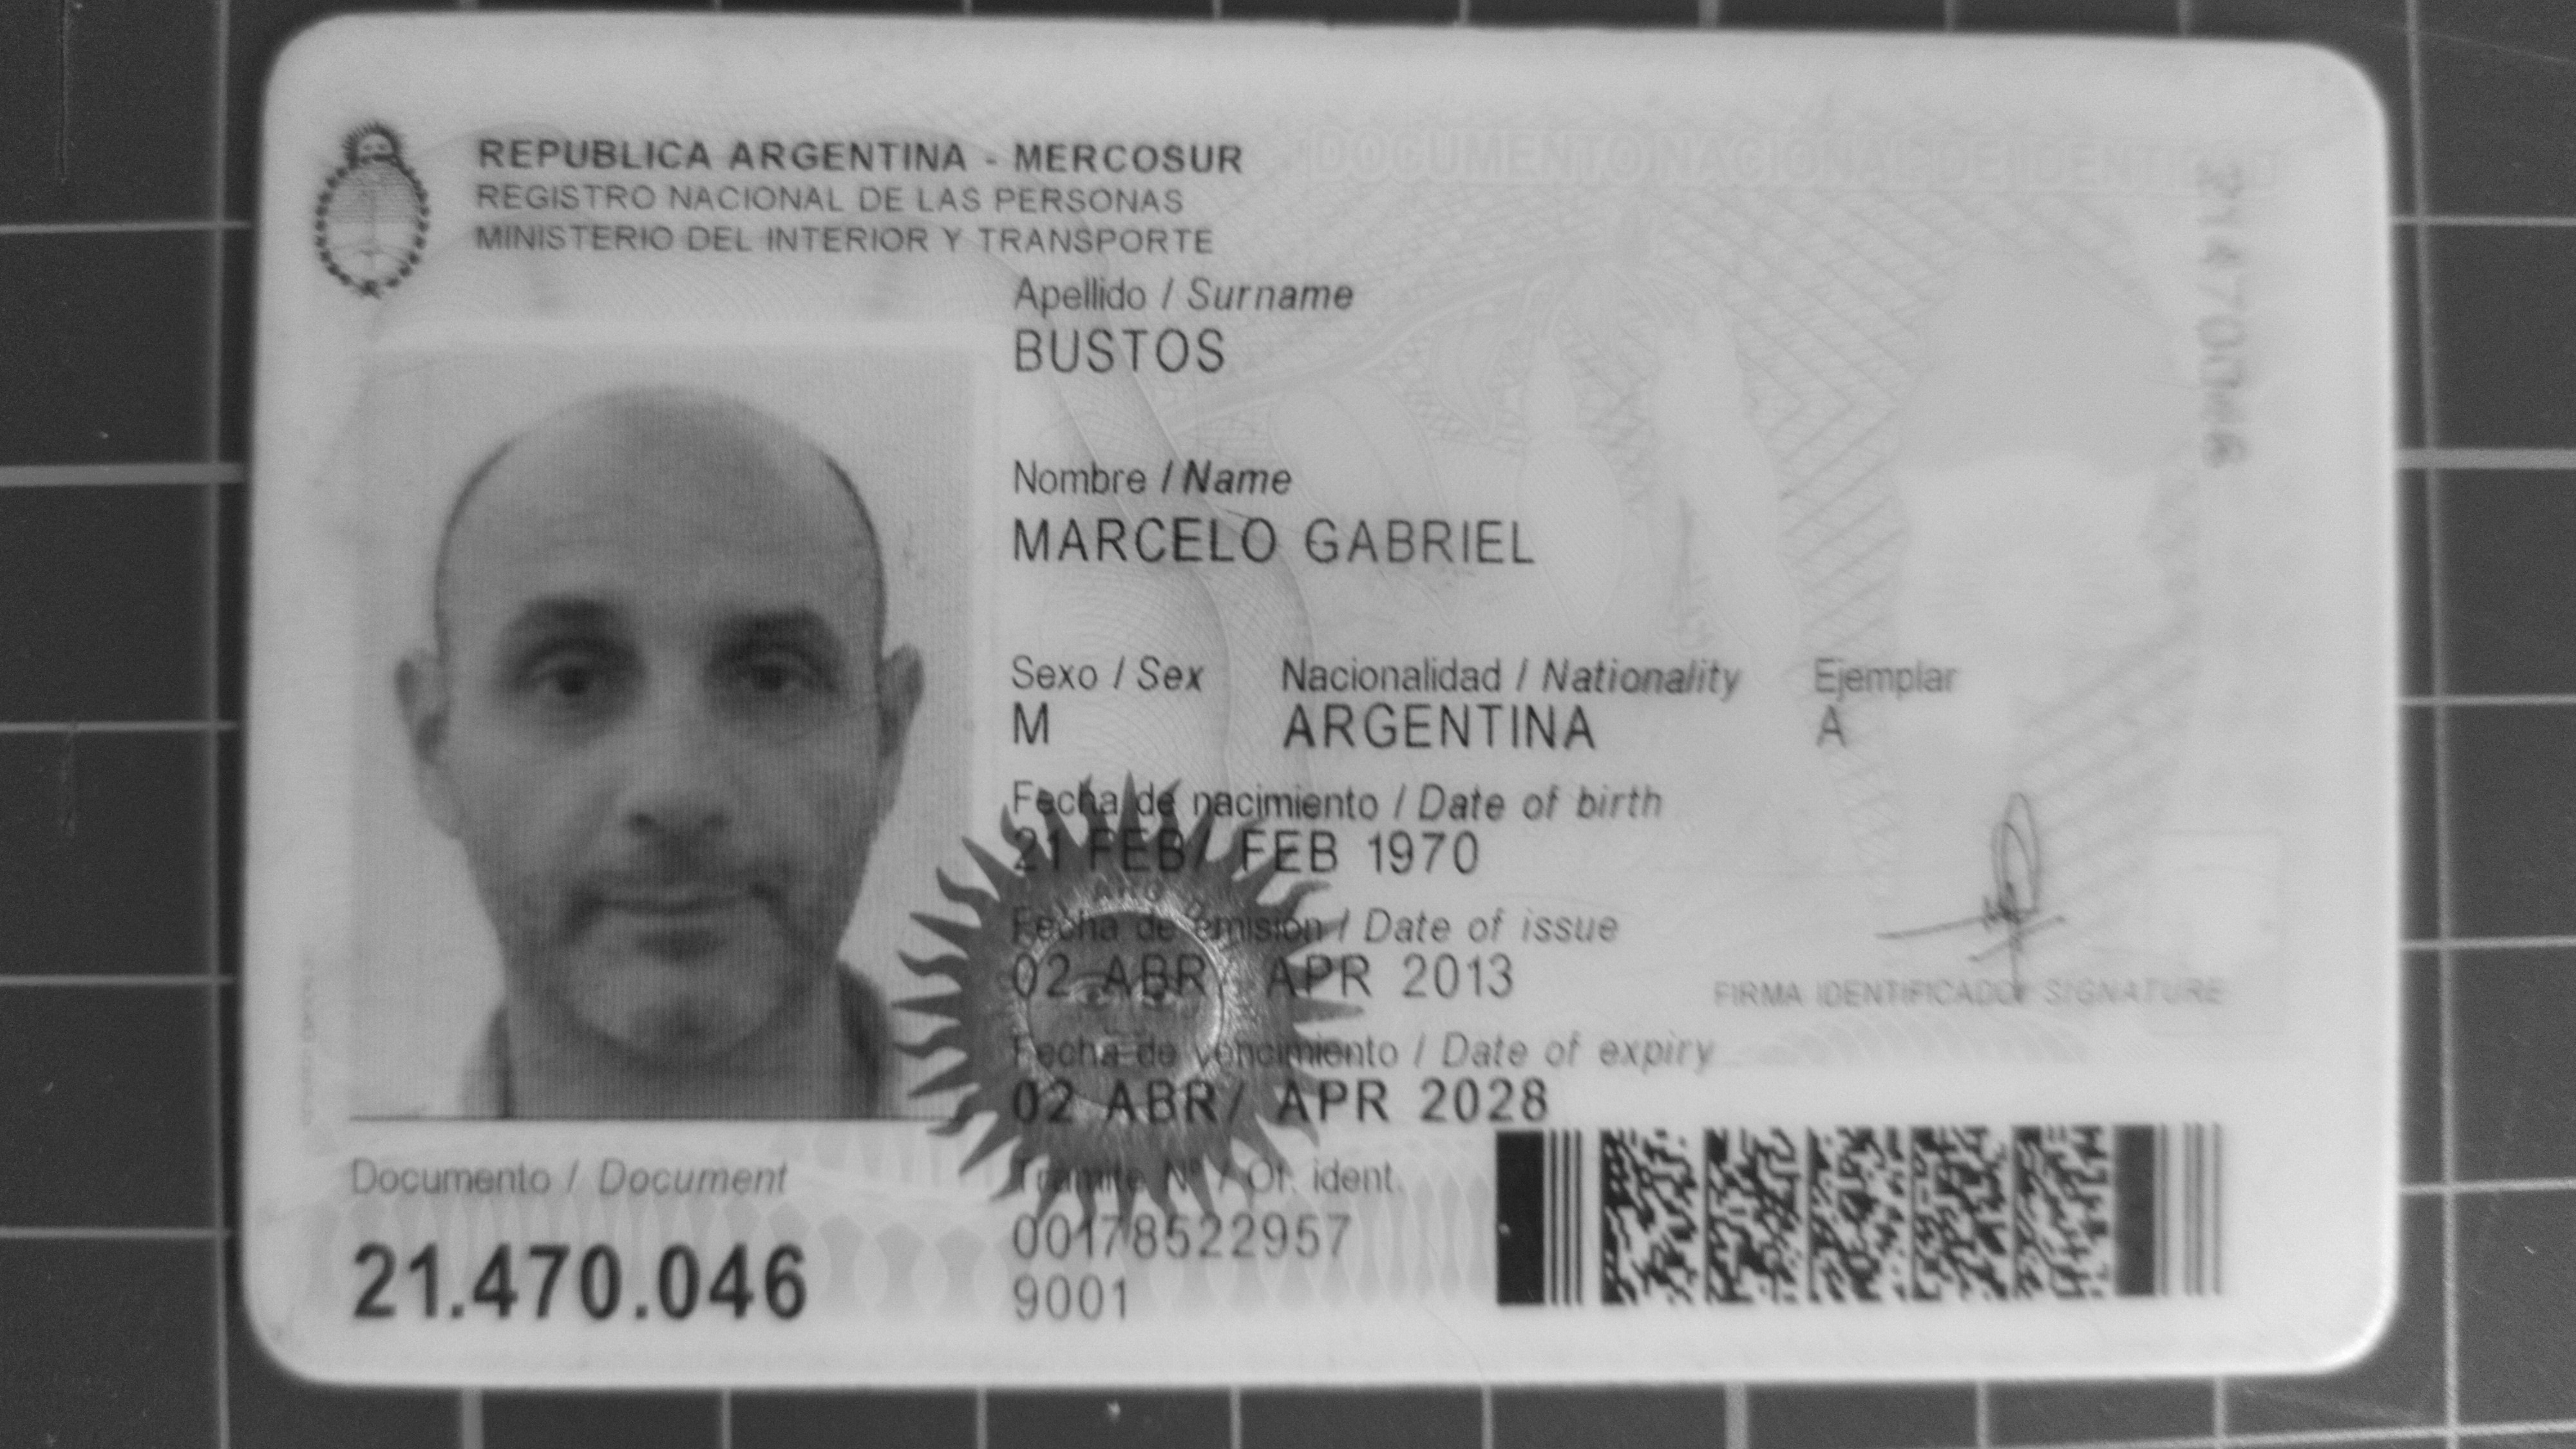 REPUBLICA ARGENTINA - MERCOSUR
REGISTRO NACIONAL DE LAS PERSONAS
MINISTERIO DEL INTERIOR Y TRANSPORTE
DOCUMENTO NACIONAL DE IDENTIDAD
Apellido / Surname
BUSTOS
Nombre / Name
MARCELO GABRIEL
Sexo / Sex Nacionalidad / Nationality Ejemplar
M ARGENTINA A
Fecha de nacimiento / Date of birth
21 FEB/ FEB 1970
Fecha de emisión / Date of issue
02 ABR/ APR 2013
FIRMA IDENTIFICADO/ SIGNATURE
Fecha de vencimiento / Date of expiry
02 ABR/ APR 2028
Documento / Document
21.470.046
Tramite N° / Of. ident.
00178522957
9001
21470046